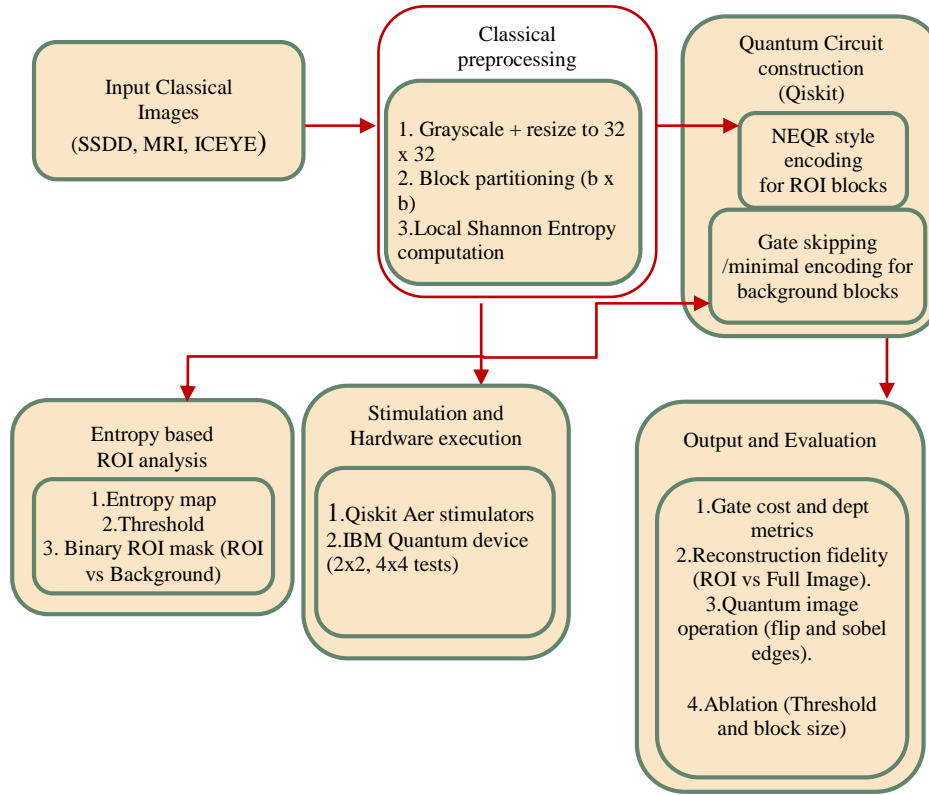 Input Classical
Images
(SSDD, MRI, ICEYE)
Classical
preprocessing
1. Grayscale + resize to 32
x 32
2. Block partitioning (b x
b)
3.Local Shannon Entropy
computation
Quantum Circuit
construction
(Qiskit)
NEQR style
encoding
for ROI blocks
Gate skipping
/minimal encoding for
background blocks
Entropy based
ROI analysis
1.Entropy map
2.Threshold
3. Binary ROI mask (ROI
vs Background)
Stimulation and
Hardware execution
1.Qiskit Aer stimulators
2.IBM Quantum device
(2x2, 4x4 tests)
Output and Evaluation
1.Gate cost and dept
metrics
2.Reconstruction fidelity
(ROI vs Full Image).
3.Quantum image
operation (flip and sobel
edges).
4.Ablation (Threshold
and block size)